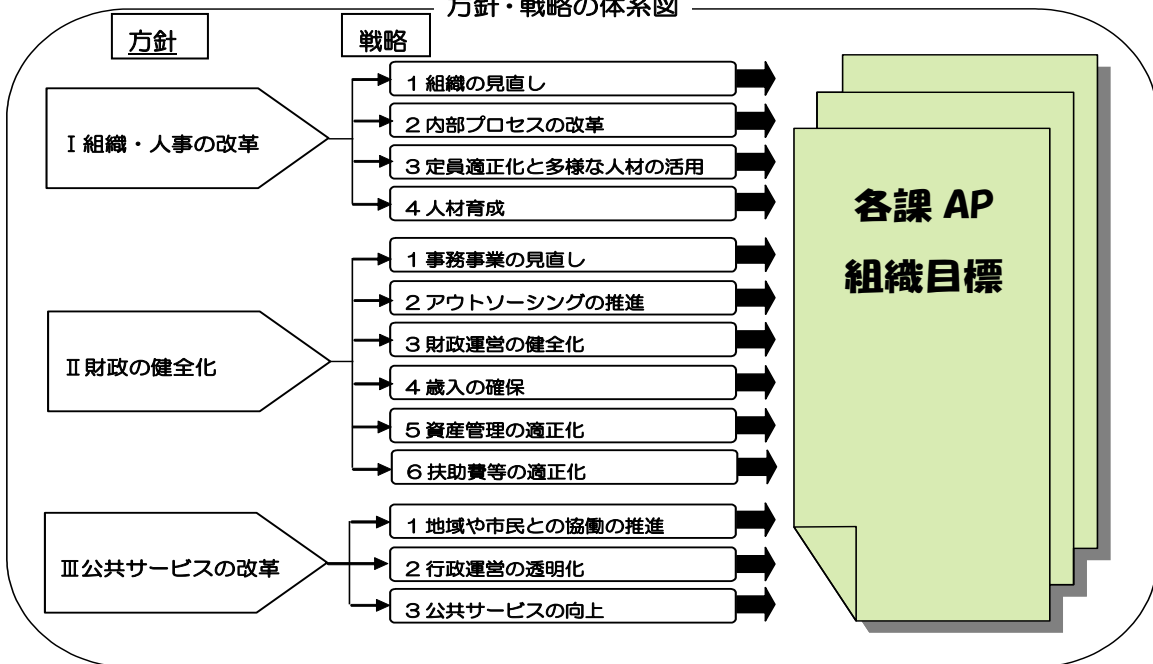 方針・戦略の体系図
方針
戦略
Ⅰ組織・人事の改革
1 組織の見直し
2 内部プロセスの改革
3 定員適正化と多様な人材の活用
4 人材育成
Ⅱ財政の健全化
1 事務事業の見直し
2 アウトソーシングの推進
3 財政運営の健全化
4 歳入の確保
5 資産管理の適正化
6 扶助費等の適正化
Ⅲ公共サービスの改革
1 地域や市民との協働の推進
2 行政運営の透明化
3 公共サービスの向上
各課 AP
組織目標